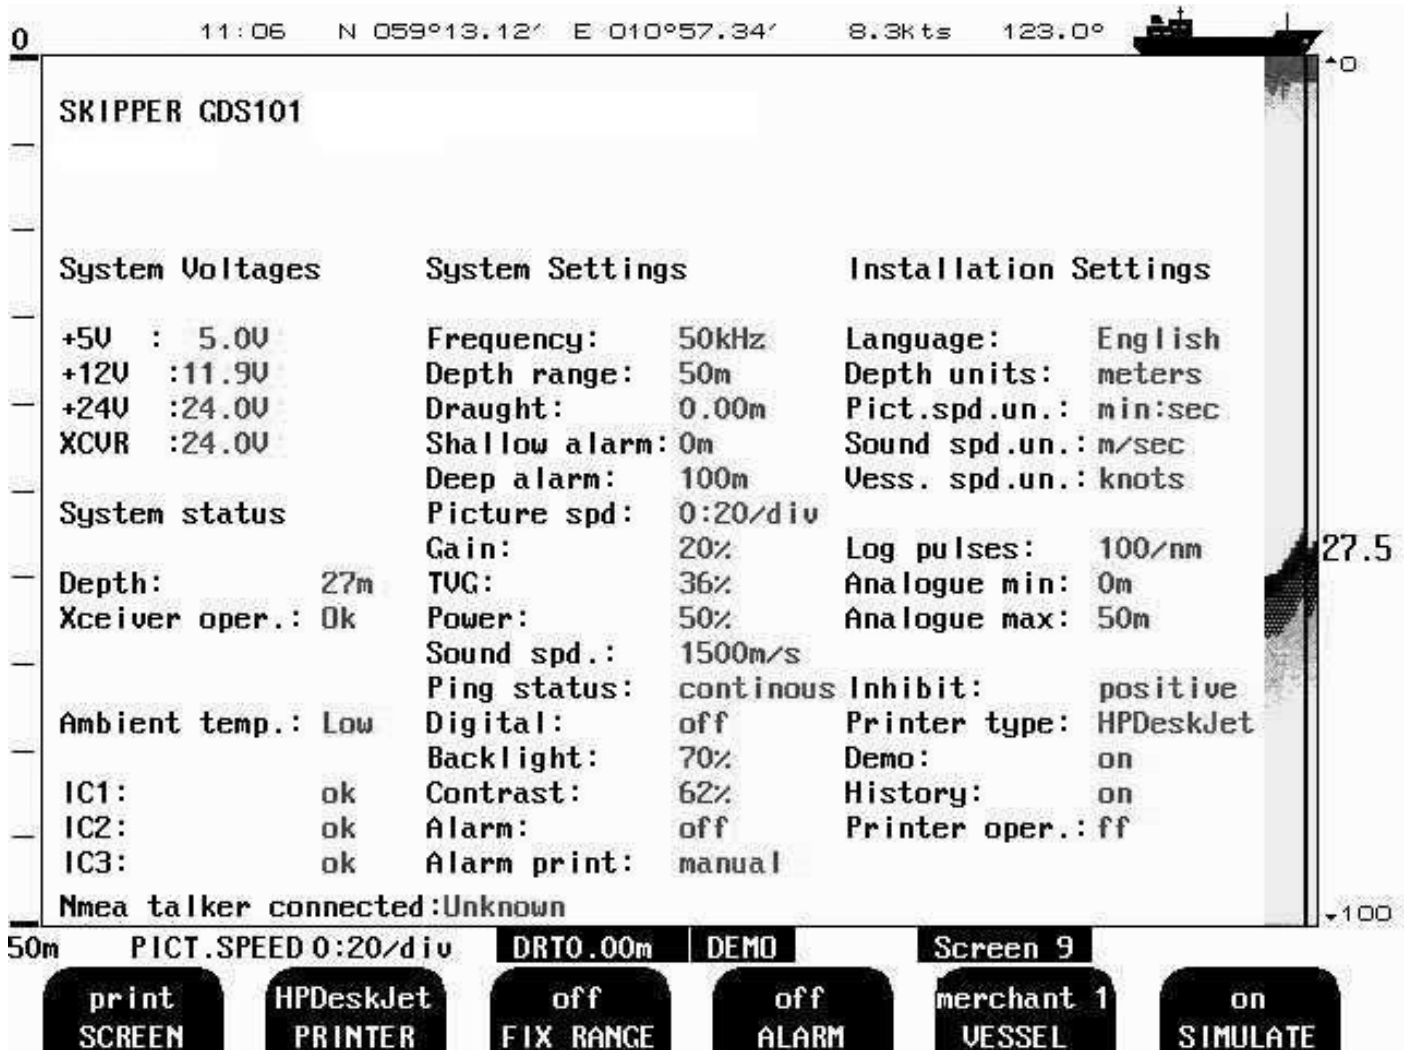 11:06 N 059°13.12′ E 010°57.34′ 8.3Kts 123.0°
0
0
SKIPPER GDS101
System Voltages System Settings Installation Settings
+5V : 5.0V Frequency: 50kHz Language: English
+12V :11.9V Depth range: 50m Depth units: meters
+24V :24.0V Draught: 0.00m Pict.spd.un.: min:sec
XCVR :24.0V Shallow alarm: 0m Sound spd.un.: m/sec
Deep alarm: 100m Vess. spd.un.: knots
System status Picture spd: 0:20/div
Gain: 20% Log pulses: 100/nm 27.5
Depth: 27m TVG: 36% Analogue min: 0m
Xceiver oper.: Ok Power: 50% Analogue max: 50m
Sound spd.: 1500m/s
Ping status: continous Inhibit: positive
Ambient temp.: Low Digital: off Printer type: HPDeskJet
Backlight: 70% Demo: on
IC1: ok Contrast: 62% History: on
IC2: ok Alarm: off Printer oper.: ff
IC3: ok Alarm print: manual
Nmea talker connected:Unknown
100
50m PICT.SPEED 0:20/div DRT0.00m DEMO Screen 9
print HPDeskJet off off merchant 1 on
SCREEN PRINTER FIX RANGE ALARM VESSEL SIMULATE